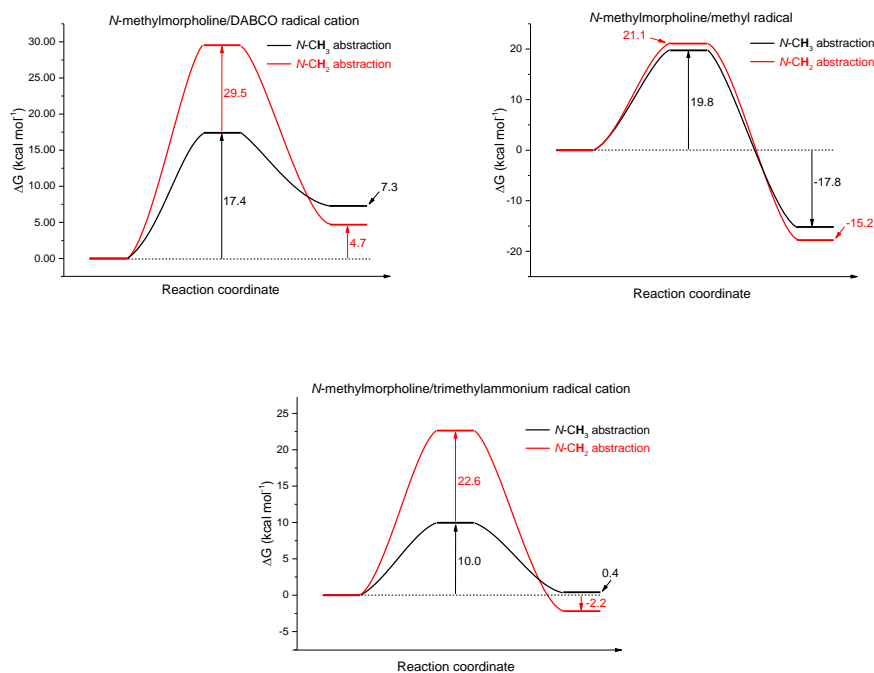 N-methylmorpholine/DABCO radical cation
30.00
25.00
20.00
15.00
10.00
5.00
0.00
ΔG (kcal mol⁻¹)
N-CH₃ abstraction
N-CH₂ abstraction
29.5
17.4
7.3
4.7
Reaction coordinate
N-methylmorpholine/methyl radical
20
10
0
-10
-20
ΔG (kcal mol⁻¹)
21.1
N-CH₃ abstraction
N-CH₂ abstraction
19.8
-17.8
-15.2
Reaction coordinate
N-methylmorpholine/trimethylammonium radical cation
25
20
15
10
5
0
-5
ΔG (kcal mol⁻¹)
N-CH₃ abstraction
N-CH₂ abstraction
22.6
10.0
0.4
-2.2
Reaction coordinate